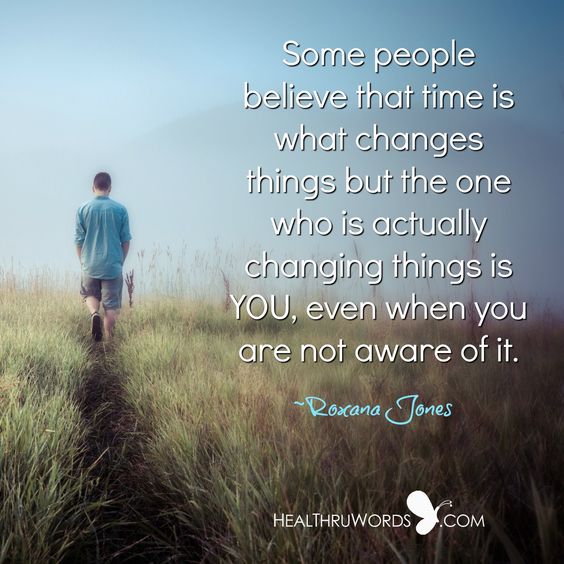 Some people
believe that time is
what changes
things but the one
who is actually
changing things is
YOU, even when you
are not aware of it.
~Roxana Jones
HEALTHRUWORDS.COM